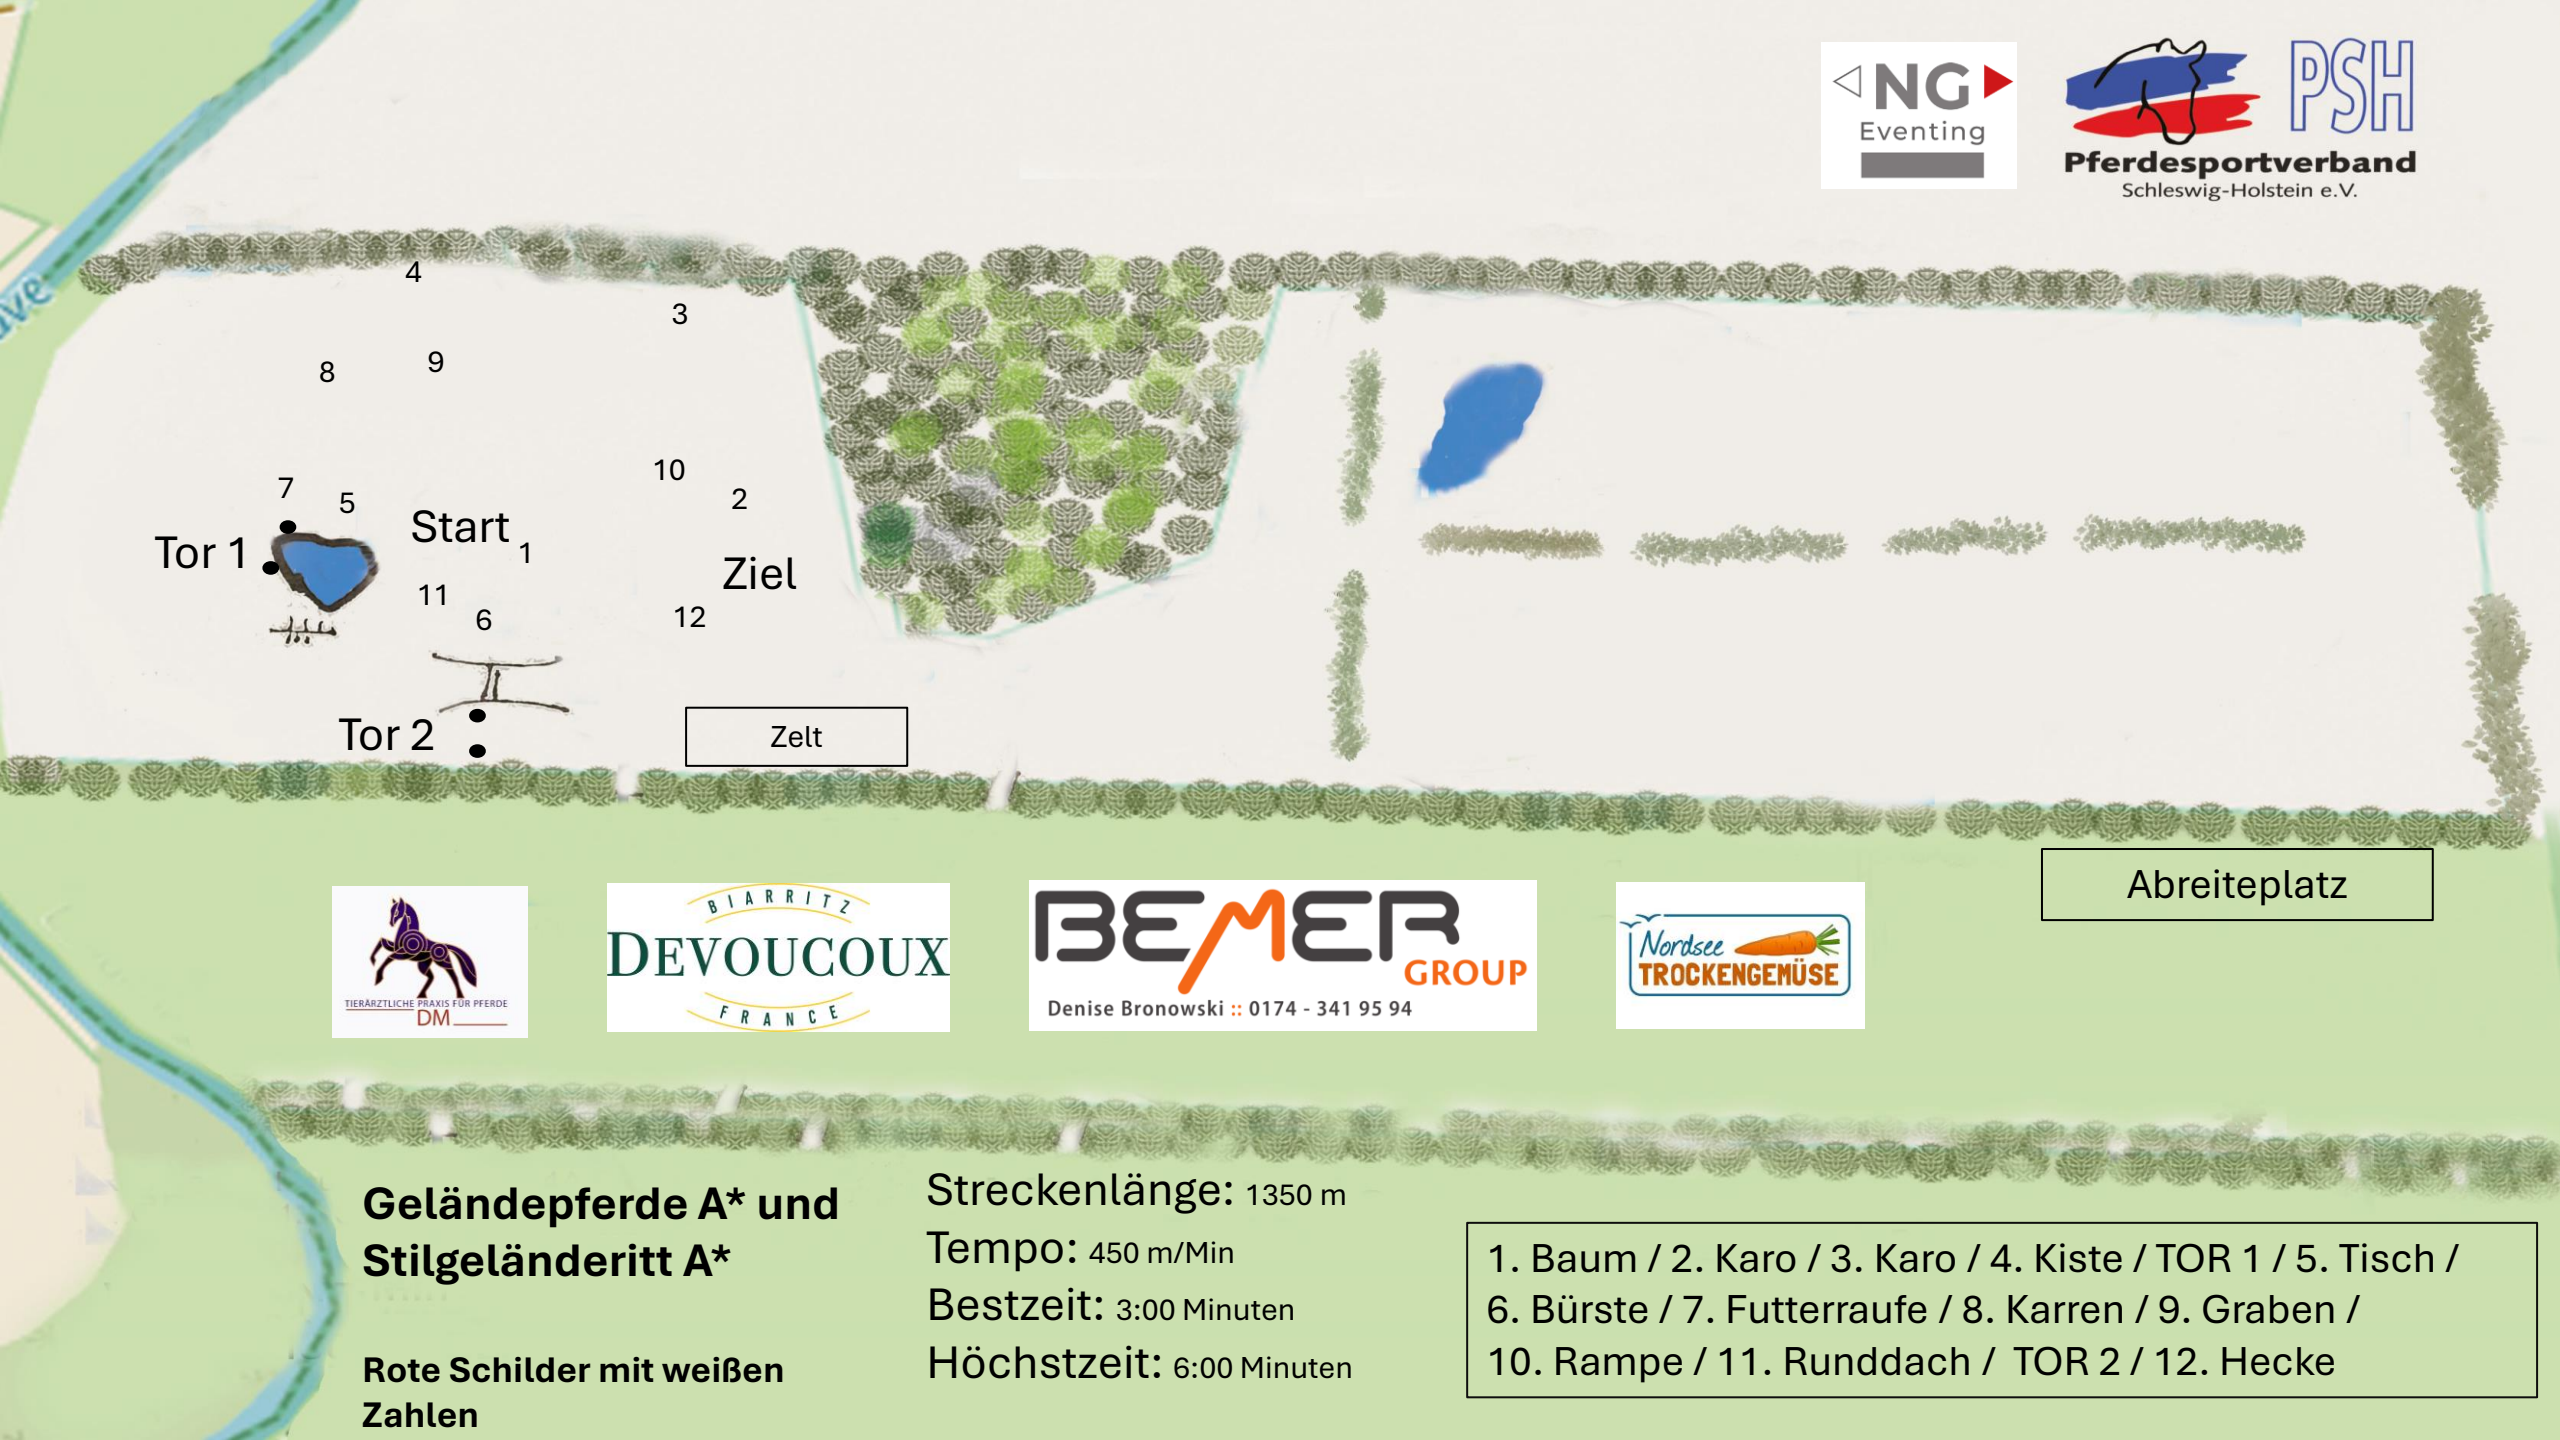 NG
Eventing
PSH
Pferdesportverband
Schleswig-Holstein e.V.
4
3
8
9
10
2
7
5
Start
1
Tor 1
Ziel
11
6
12
Tor 2
Zelt
Abreiteplatz
TIERÄRZTLICHE PRAXIS FÜR PFERDE
DM
BIARRITZ
DEVOUCOUX
FRANCE
BEMER
GROUP
Denise Bronowski :: 0174 - 341 95 94
Nordsee
TROCKENGEMÜSE
Geländepferde A* und
Stilgeländeritt A*
Rote Schilder mit weißen
Zahlen
Streckenlänge: 1350 m
Tempo: 450 m/Min
Bestzeit: 3:00 Minuten
Höchstzeit: 6:00 Minuten
1. Baum / 2. Karo / 3. Karo / 4. Kiste / TOR 1 / 5. Tisch /
6. Bürste / 7. Futterraufe / 8. Karren / 9. Graben /
10. Rampe / 11. Runddach / TOR 2 / 12. Hecke